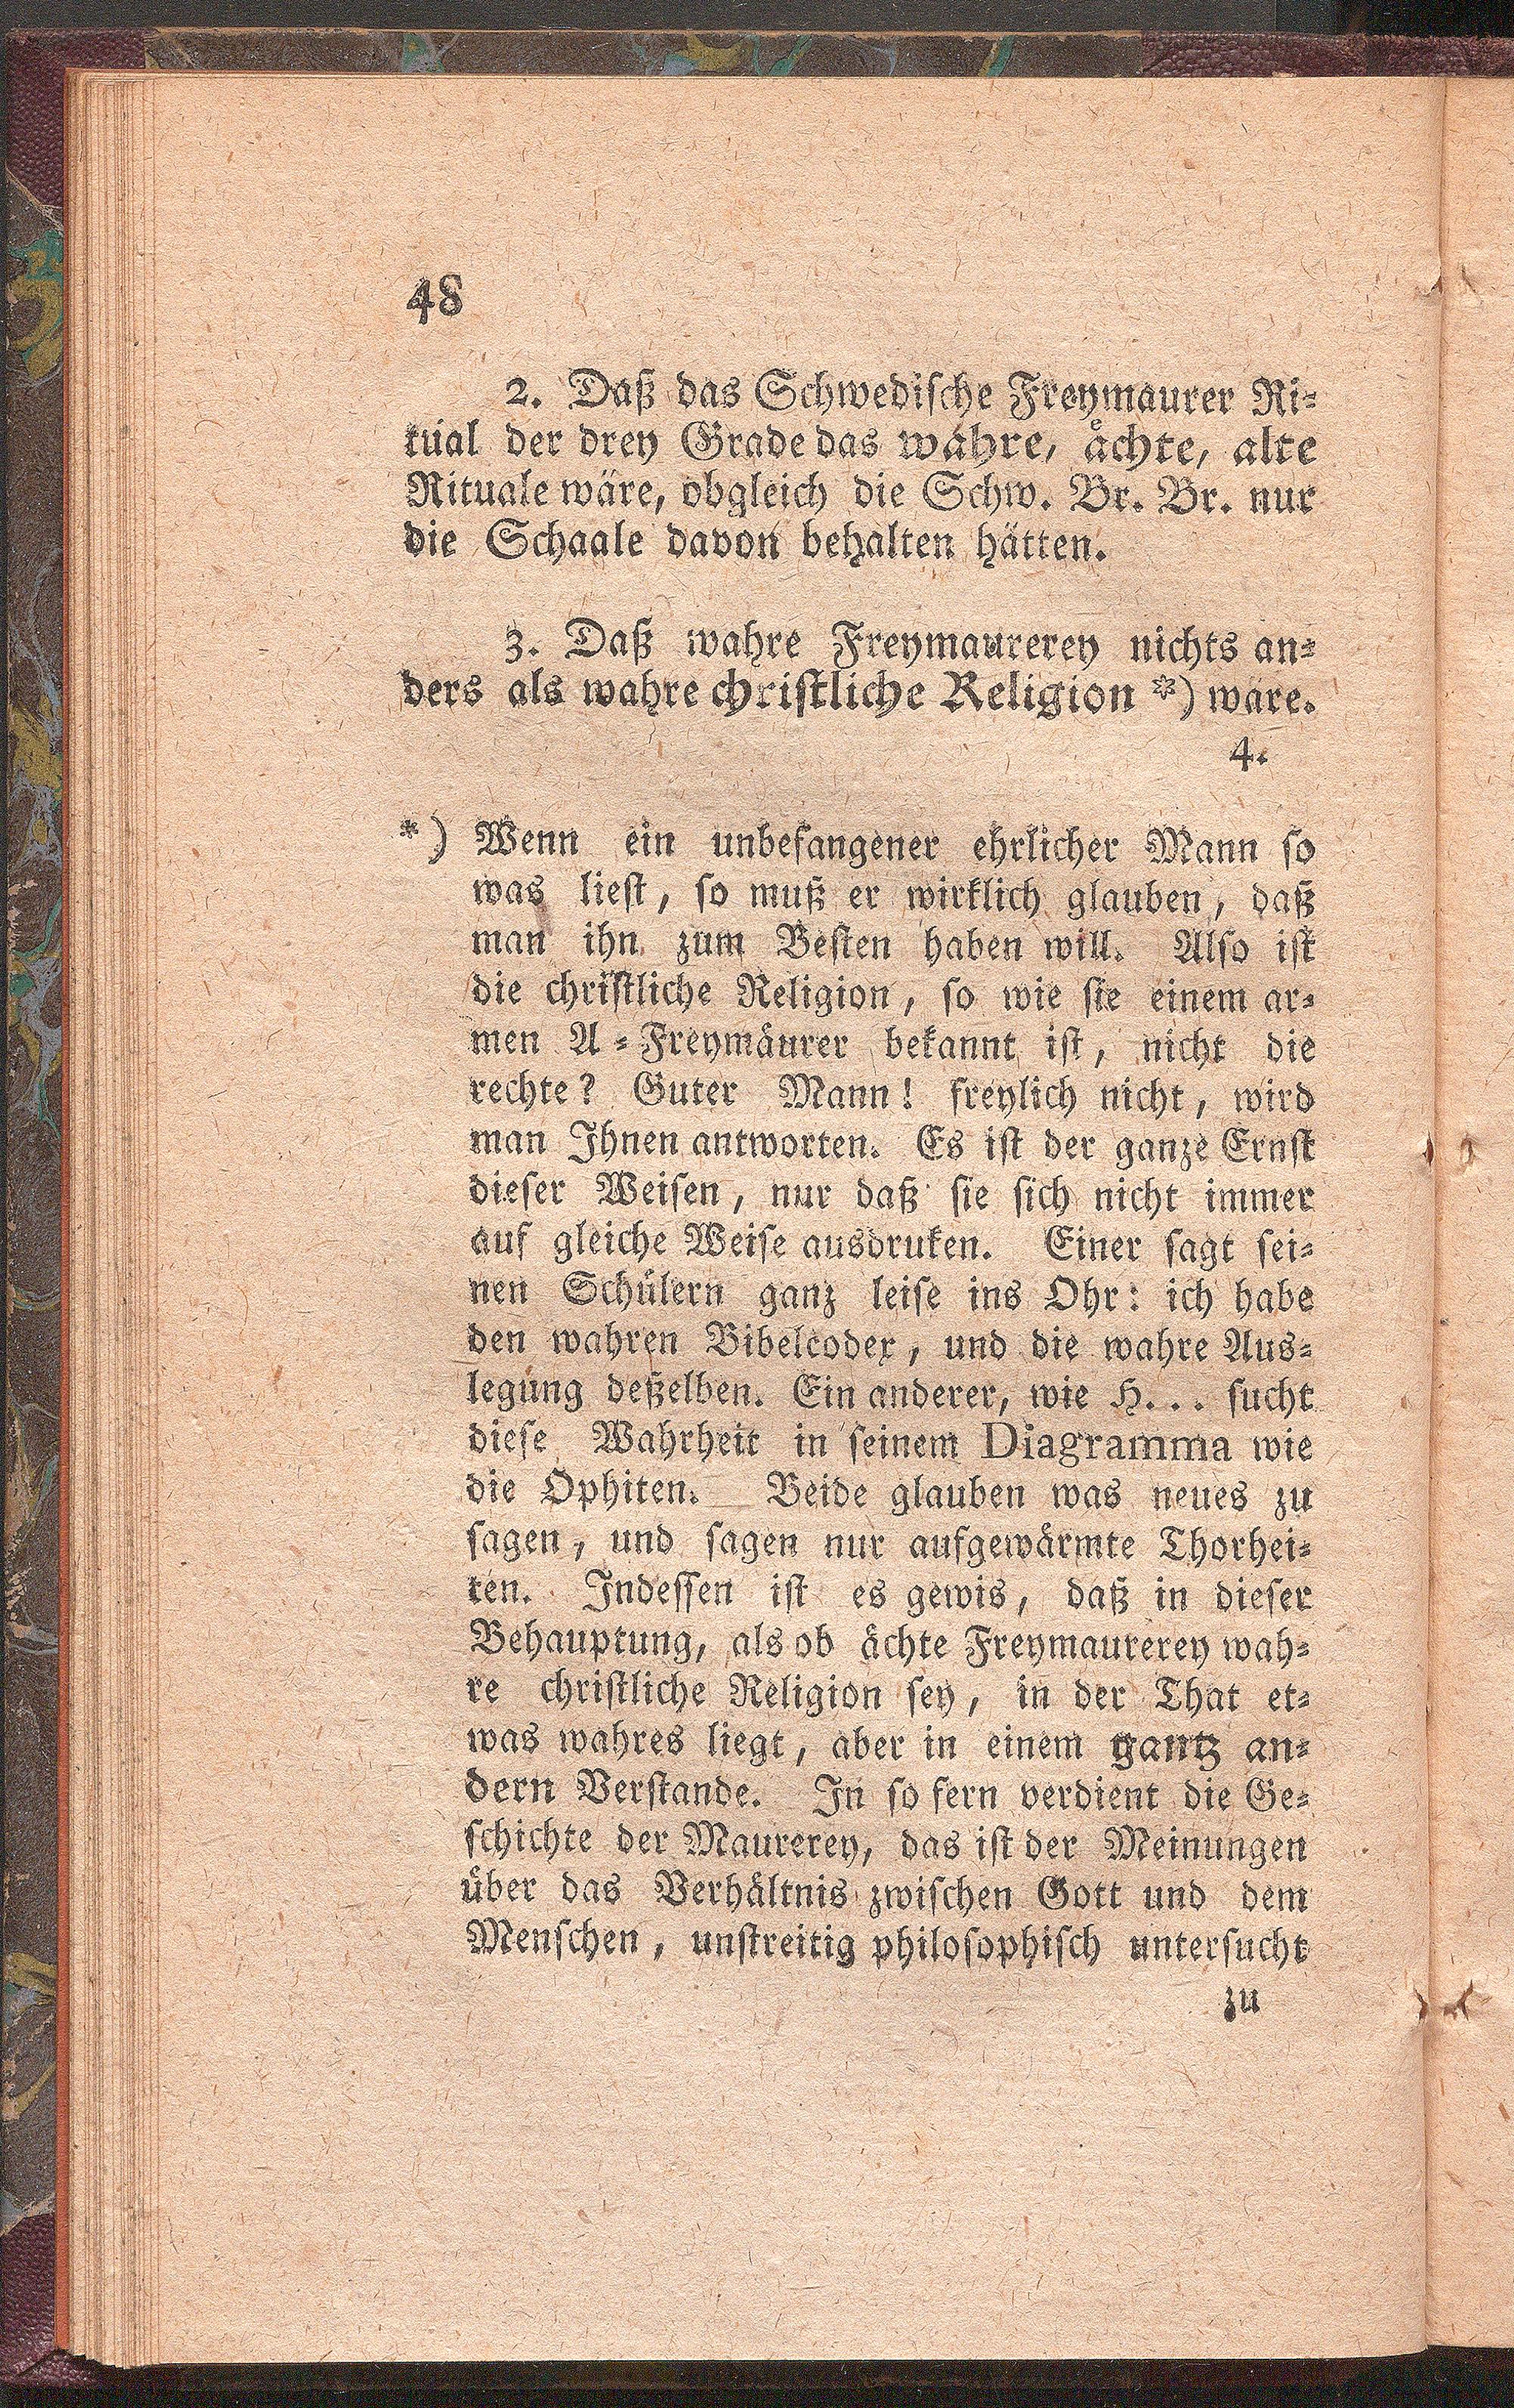 48
2. Daß das Schwedische Freymaurer Ri-
tual der drey Grade das wahre, ächte, alte
Rituale wäre, obgleich die Schw. Br. Br. nur
die Schaale davon behalten hätten.
3. Daß wahre Freymaurerey nichts an-
ders als wahre christliche Religion *) wäre.
4.
*) Wenn ein unbefangener ehrlicher Mann so
was liest, so muß er wirklich glauben, daß
man ihn zum Besten haben will. Also ist
die christliche Religion, so wie sie einem ar-
men A-Freymäurer bekannt ist, nicht die
rechte? Guter Mann! freylich nicht, wird
man Ihnen antworten. Es ist der ganze Ernst
dieser Weisen, nur daß sie sich nicht immer
auf gleiche Weise ausdruken. Einer sagt sei-
nen Schülern ganz leise ins Ohr: ich habe
den wahren Bibelcodex, und die wahre Aus-
legung deßelben. Ein anderer, wie H... sucht
diese Wahrheit in seinem Diagramma wie
die Ophiten. Beide glauben was neues zu
sagen, und sagen nur aufgewärmte Thorhei-
ten. Indessen ist es gewis, daß in dieser
Behauptung, als ob ächte Freymaurerey wah-
re christliche Religion sey, in der That et-
was wahres liegt, aber in einem gantz an-
dern Verstande. In so fern verdient die Ge-
schichte der Maurerey, das ist der Meinungen
über das Verhältnis zwischen Gott und dem
Menschen, unstreitig philosophisch untersucht
zu